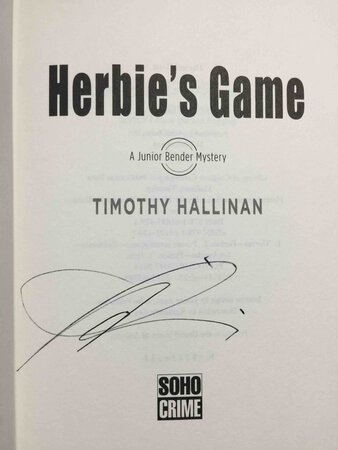 Herbie's Game
A Junior Bender Mystery
TIMOTHY HALLINAN
SOHO
CRIME